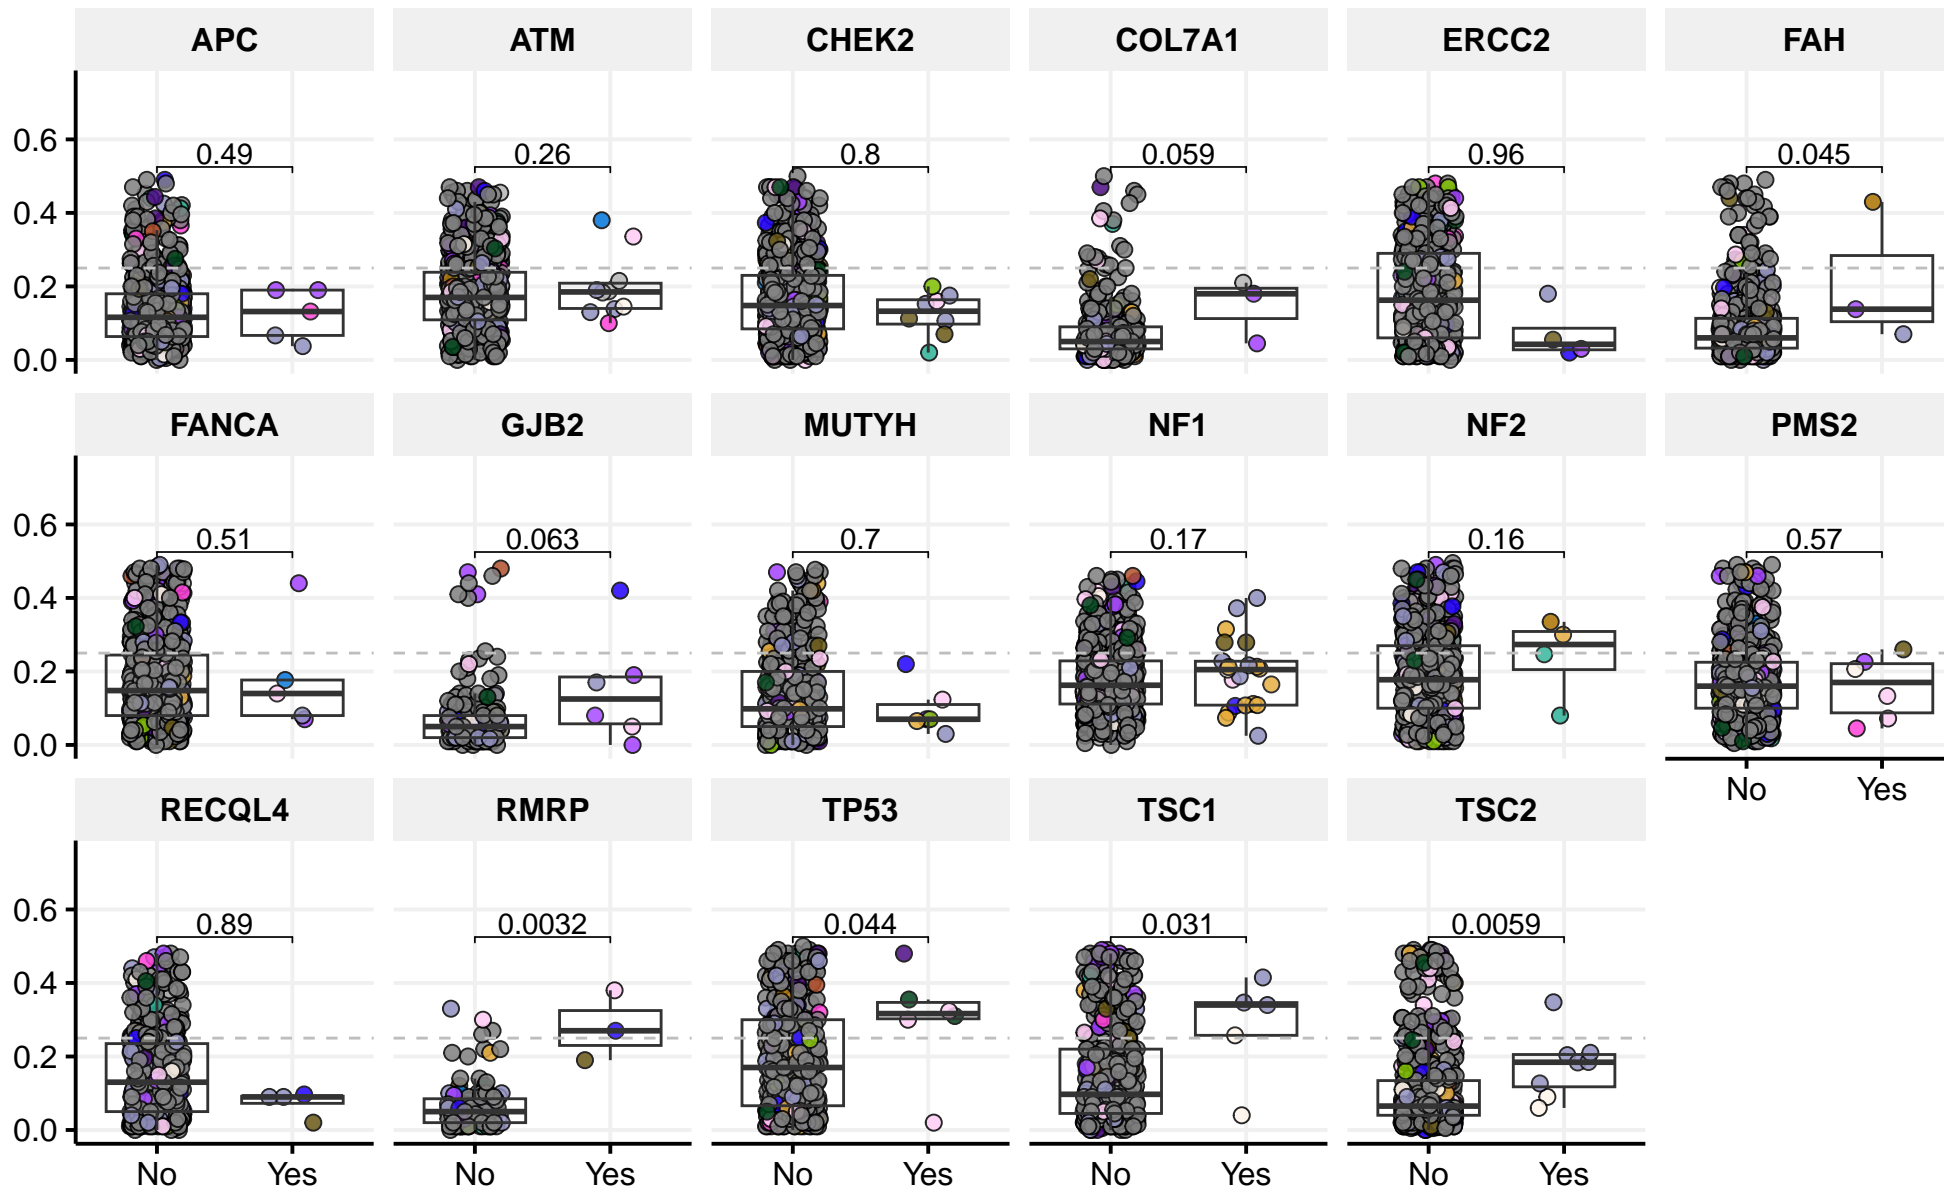 APC ATM CHEK2 COL7A1 ERCC2 FAH
0.6 0.49 0.26 0.8 0.059 0.96 0.045
0.4
0.2
0.0
FANCA GJB2 MUTYH NF1 NF2 PMS2
0.6 0.51 0.063 0.7 0.17 0.16 0.57
0.4
0.2
0.0
No Yes
RECQL4 RMRP TP53 TSC1 TSC2
0.6 0.89 0.0032 0.044 0.031 0.0059
0.4
0.2
0.0
No Yes No Yes No Yes No Yes No Yes